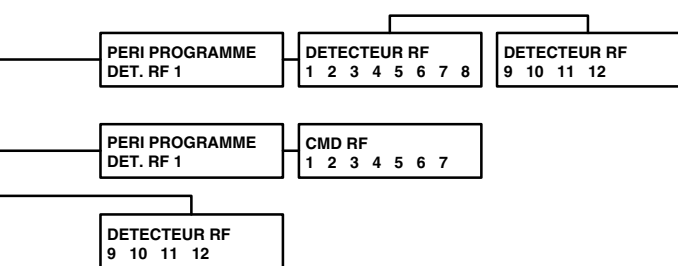 PERI PROGRAMME
DET. RF 1
DETECTEUR RF
1 2 3 4 5 6 7 8
DETECTEUR RF
9 10 11 12
PERI PROGRAMME
DET. RF 1
CMD RF
1 2 3 4 5 6 7
DETECTEUR RF
9 10 11 12